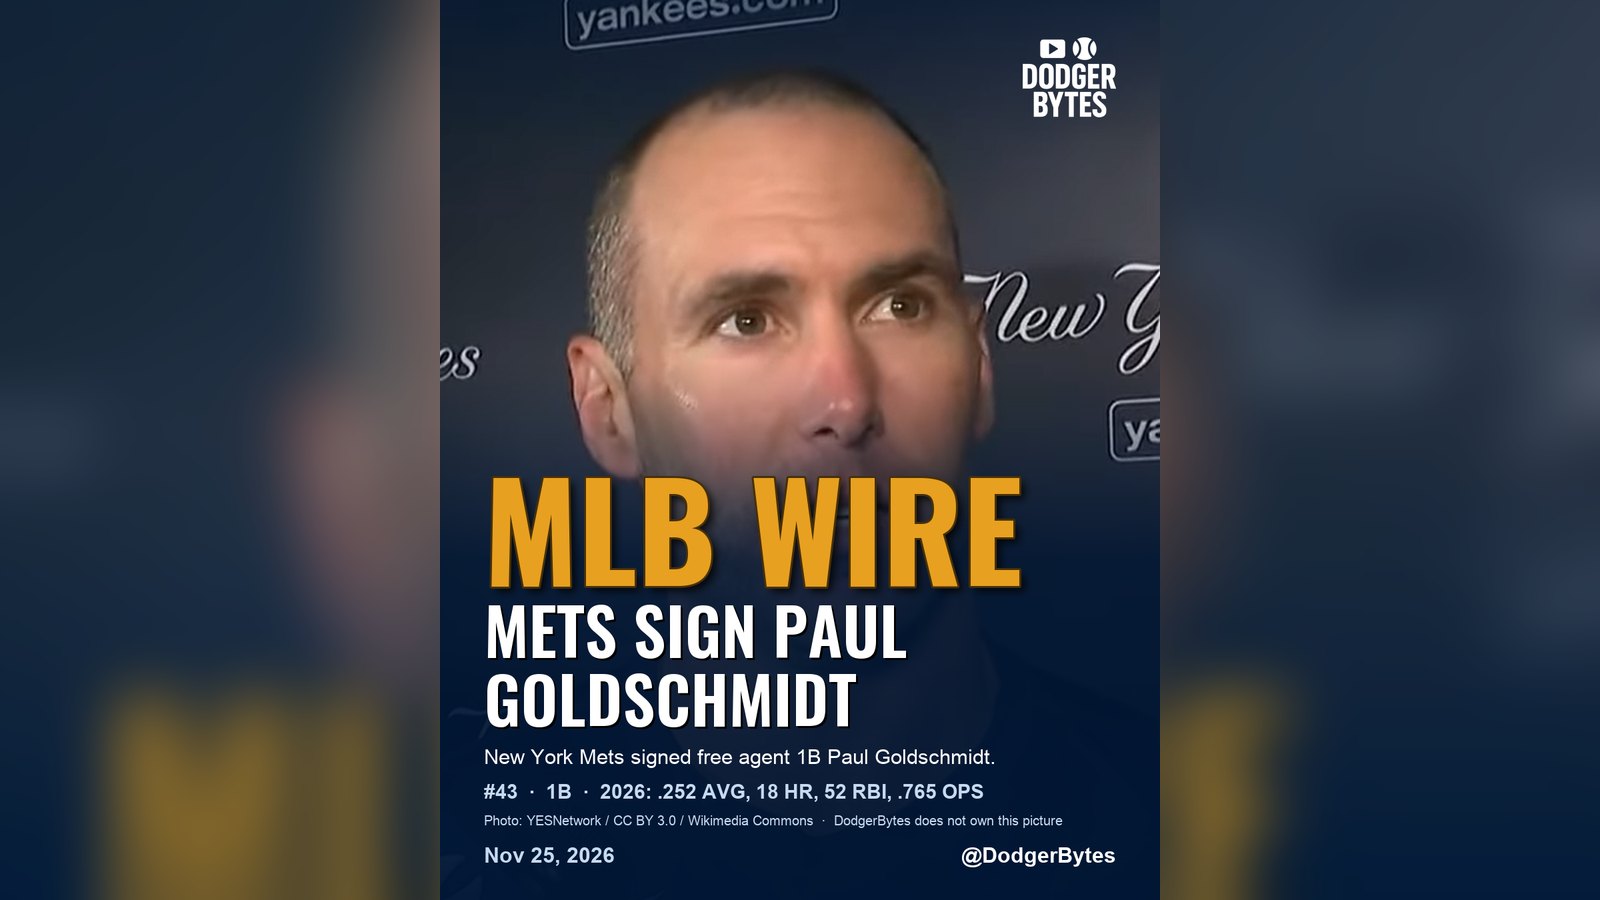 yankees.com
DODGER
BYTES
New Y
es
ya
MLB WIRE
METS SIGN PAUL
GOLDSCHMIDT
New York Mets signed free agent 1B Paul Goldschmidt.
#43 · 1B · 2026: .252 AVG, 18 HR, 52 RBI, .765 OPS
Photo: YESNetwork / CC BY 3.0 / Wikimedia Commons · DodgerBytes does not own this picture
Nov 25, 2026
@DodgerBytes